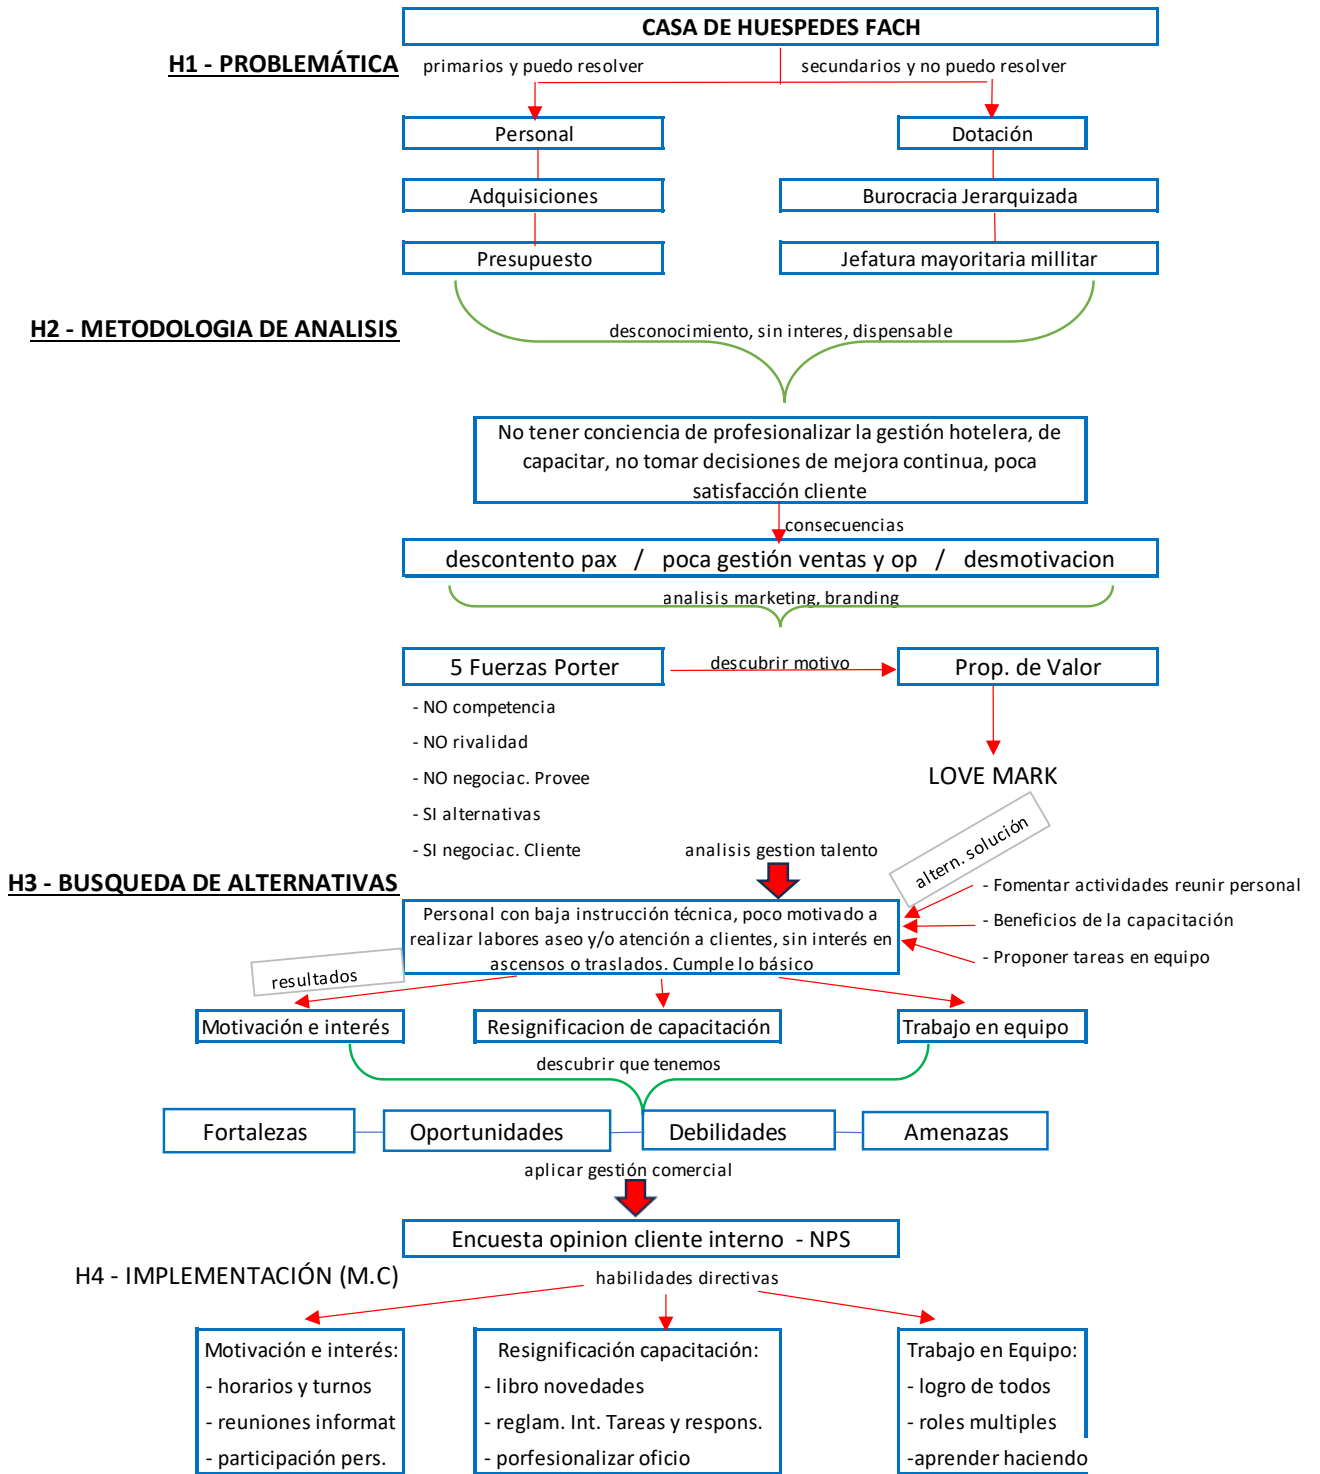 CASA DE HUESPEDES FACH
H1 - PROBLEMÁTICA
primarios y puedo resolver
secundarios y no puedo resolver
Personal
Dotación
Adquisiciones
Burocracia Jerarquizada
Presupuesto
Jefatura mayoritaria millitar
H2 - METODOLOGIA DE ANALISIS
desconocimiento, sin interes, dispensable
No tener conciencia de profesionalizar la gestión hotelera, de
capacitar, no tomar decisiones de mejora continua, poca
satisfacción cliente
consecuencias
descontento pax / poca gestión ventas y op / desmotivacion
analisis marketing, branding
5 Fuerzas Porter
descubrir motivo
Prop. de Valor
- NO competencia
- NO rivalidad
- NO negociac. Provee
- SI alternativas
- SI negociac. Cliente
LOVE MARK
analisis gestion talento
altern. solución
H3 - BUSQUEDA DE ALTERNATIVAS
Personal con baja instrucción técnica, poco motivado a
realizar labores aseo y/o atención a clientes, sin interés en
ascensos o traslados. Cumple lo básico
- Fomentar actividades reunir personal
- Beneficios de la capacitación
- Proponer tareas en equipo
resultados
Motivación e interés
Resignificacion de capacitación
Trabajo en equipo
descubrir que tenemos
Fortalezas
Oportunidades
Debilidades
Amenazas
aplicar gestión comercial
Encuesta opinion cliente interno - NPS
H4 - IMPLEMENTACIÓN (M.C)
habilidades directivas
Motivación e interés:
- horarios y turnos
- reuniones informat
- participación pers.
Resignificación capacitación:
- libro novedades
- reglam. Int. Tareas y respons.
- porfesionalizar oficio
Trabajo en Equipo:
- logro de todos
- roles multiples
-aprender haciendo